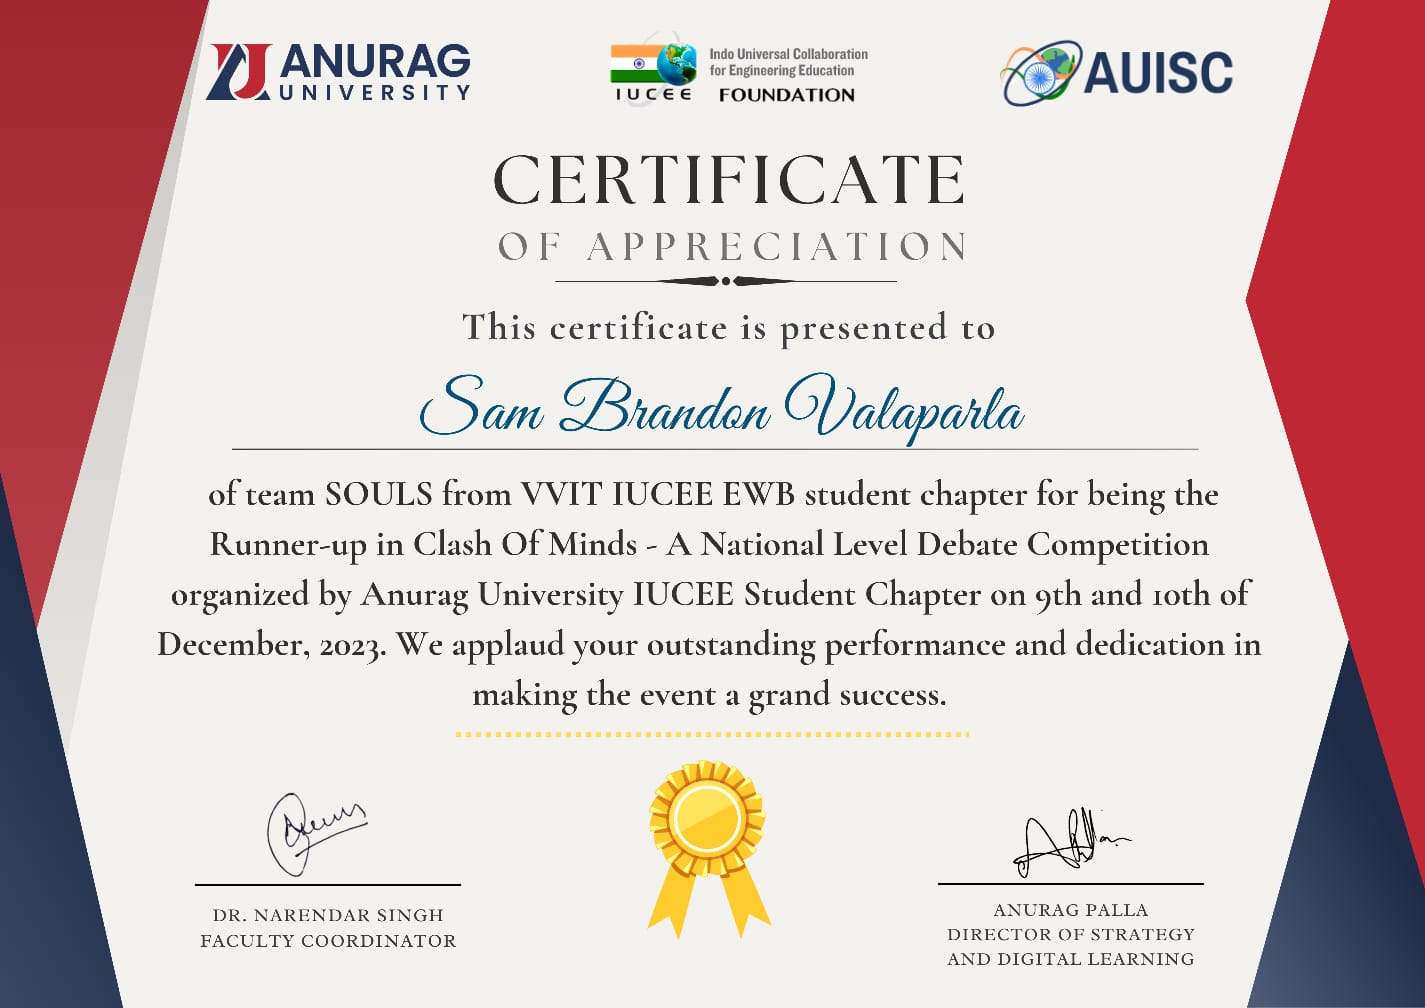 ANURAG
UNIVERSITY
Indo Universal Collaboration
for Engineering Education
IUCEE FOUNDATION
AUISC
CERTIFICATE
OF APPRECIATION
This certificate is presented to
Sam Brandon Valaparla
of team SOULS from VVIT IUCEE EWB student chapter for being the
Runner-up in Clash Of Minds - A National Level Debate Competition
organized by Anurag University IUCEE Student Chapter on 9th and 10th of
December, 2023. We applaud your outstanding performance and dedication in
making the event a grand success.
DR. NARENDAR SINGH
FACULTY COORDINATOR
ANURAG PALLA
DIRECTOR OF STRATEGY
AND DIGITAL LEARNING